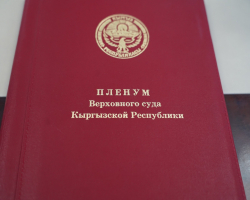 ПЛЕНУМ
Верховного суда
Кыргызской Республики